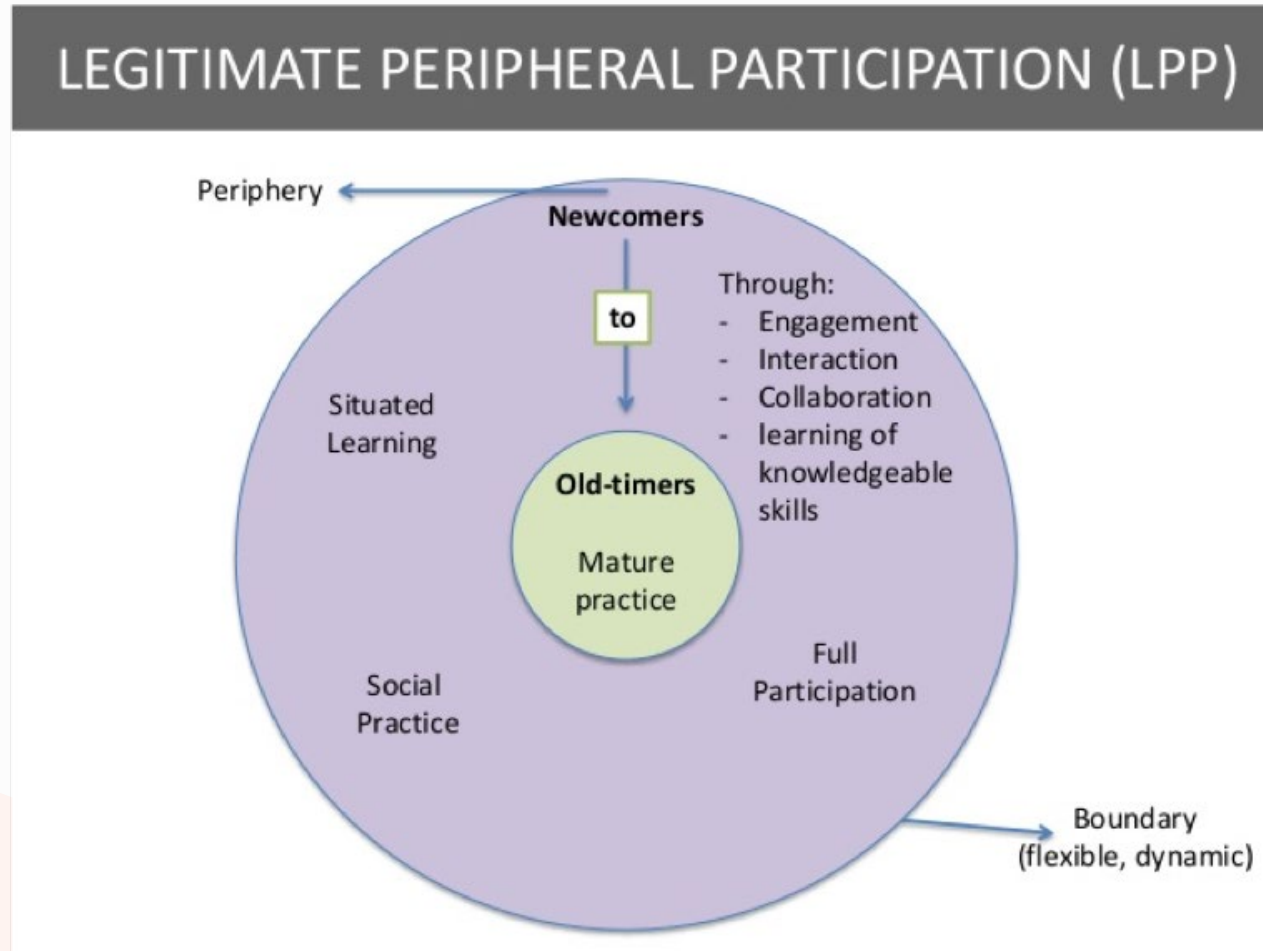 LEGITIMATE PERIPHERAL PARTICIPATION (LPP)
Periphery
Newcomers
to
Through:
- Engagement
- Interaction
- Collaboration
- learning of
knowledgeable
skills
Situated
Learning
Old-timers
Mature
practice
Full
Participation
Social
Practice
Boundary
(flexible, dynamic)